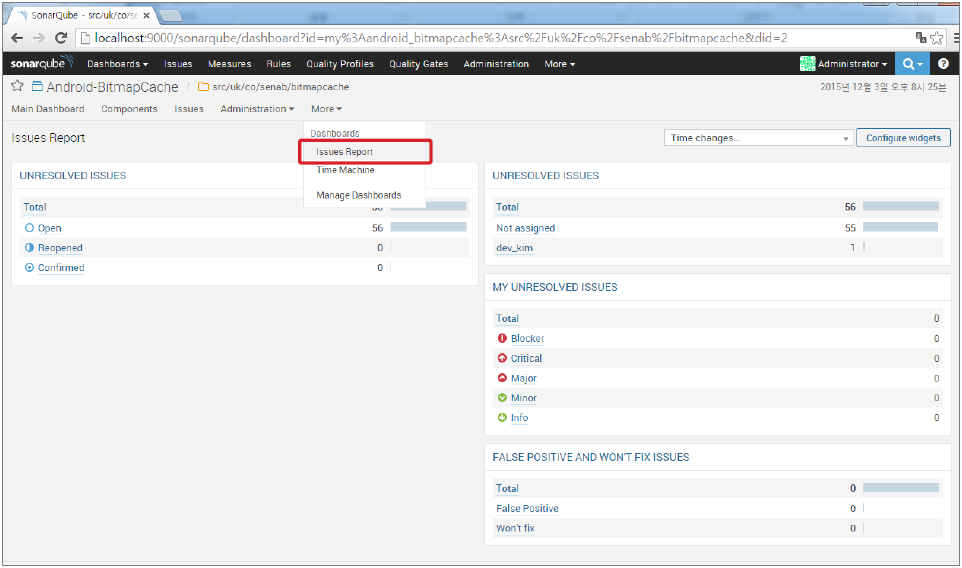 SonarQube - src/uk/co/se
localhost:9000/sonarqube/dashboard?id=my%3Aandroid_bitmapcache%3Asrc%2Fuk%2Fco%2Fsenab%2Fbitmapcache&did=2
sonarqube Dashboards Issues Measures Rules Quality Profiles Quality Gates Administration More Administrator ?
Android-BitmapCache / src/uk/co/senab/bitmapcache 2015년 12월 3일 오후 8시 25분
Main Dashboard Components Issues Administration More
Dashboards
Issues Report
Time Machine
Manage Dashboards
Issues Report Time changes... Configure widgets
UNRESOLVED ISSUES
Total
Open 56
Reopened 0
Confirmed 0
UNRESOLVED ISSUES
Total 56
Not assigned 55
dev_kim 1
MY UNRESOLVED ISSUES
Total 0
Blocker 0
Critical 0
Major 0
Minor 0
Info 0
FALSE POSITIVE AND WON'T FIX ISSUES
Total 0
False Positive 0
Won't fix 0